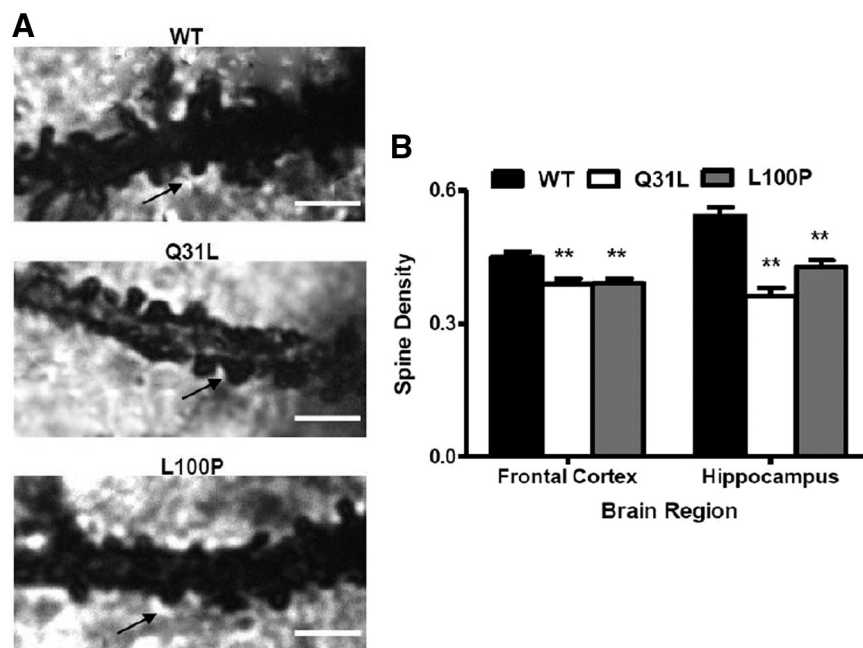 A
WT
Q31L
L100P
B
WT Q31L L100P
0.6
0.3
0.0
Spine Density
** **
** **
Frontal Cortex Hippocampus
Brain Region